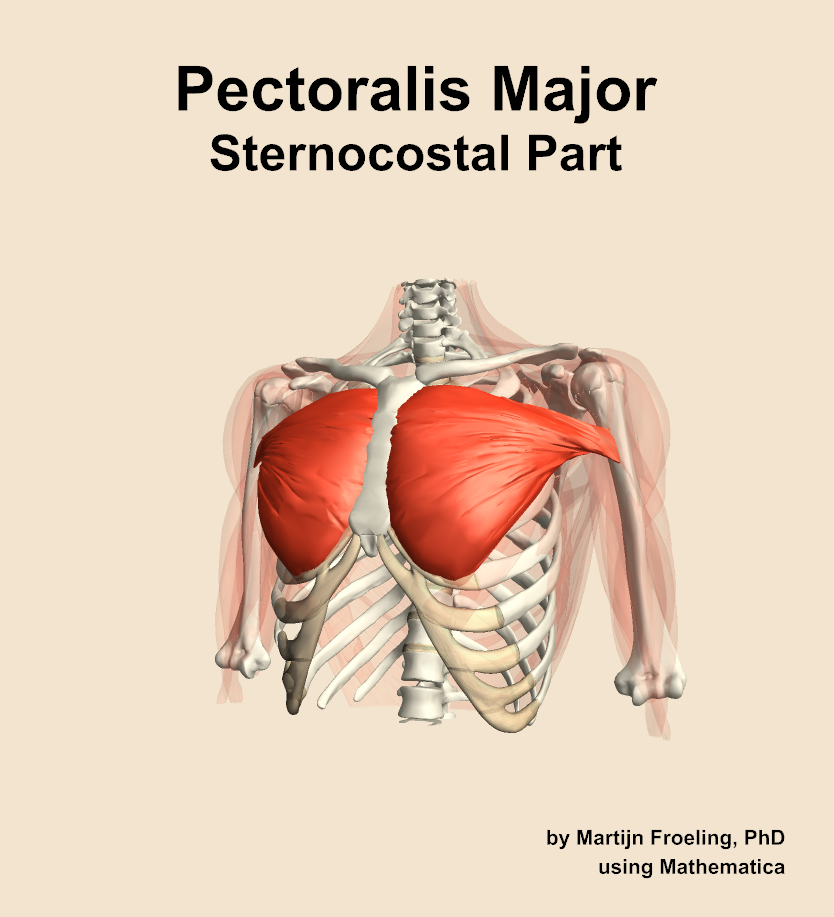 Pectoralis Major
Sternocostal Part
by Martijn Froeling, PhD
using Mathematica